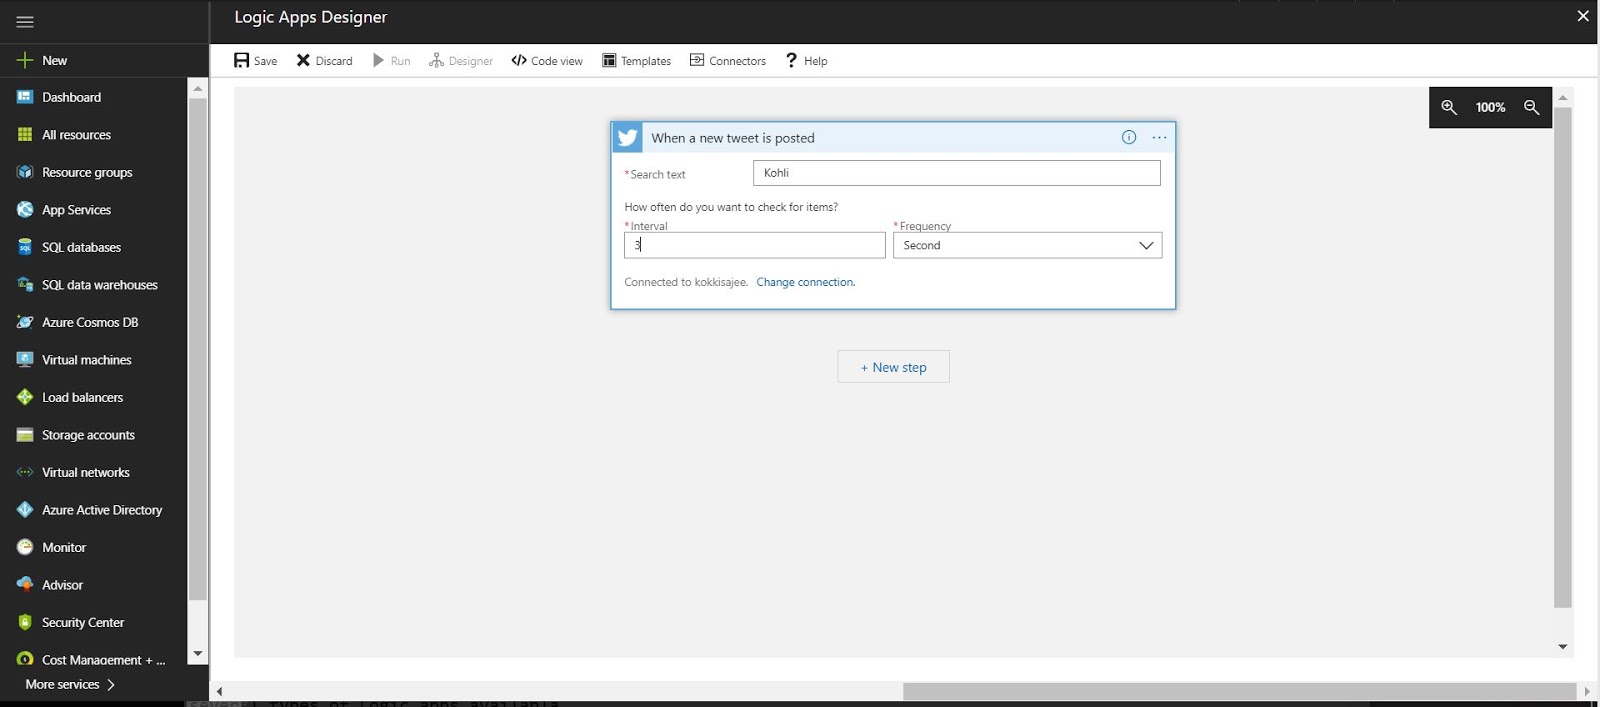 Logic Apps Designer
New
Save Discard Run Designer Code view Templates Connectors ? Help
Dashboard
All resources
Resource groups
App Services
SQL databases
SQL data warehouses
Azure Cosmos DB
Virtual machines
Load balancers
Storage accounts
Virtual networks
Azure Active Directory
Monitor
Advisor
Security Center
Cost Management + ...
More services
100%
When a new tweet is posted
*Search text Kohli
How often do you want to check for items?
*Interval *Frequency
3 Second
Connected to kokkisajee. Change connection.
+ New step